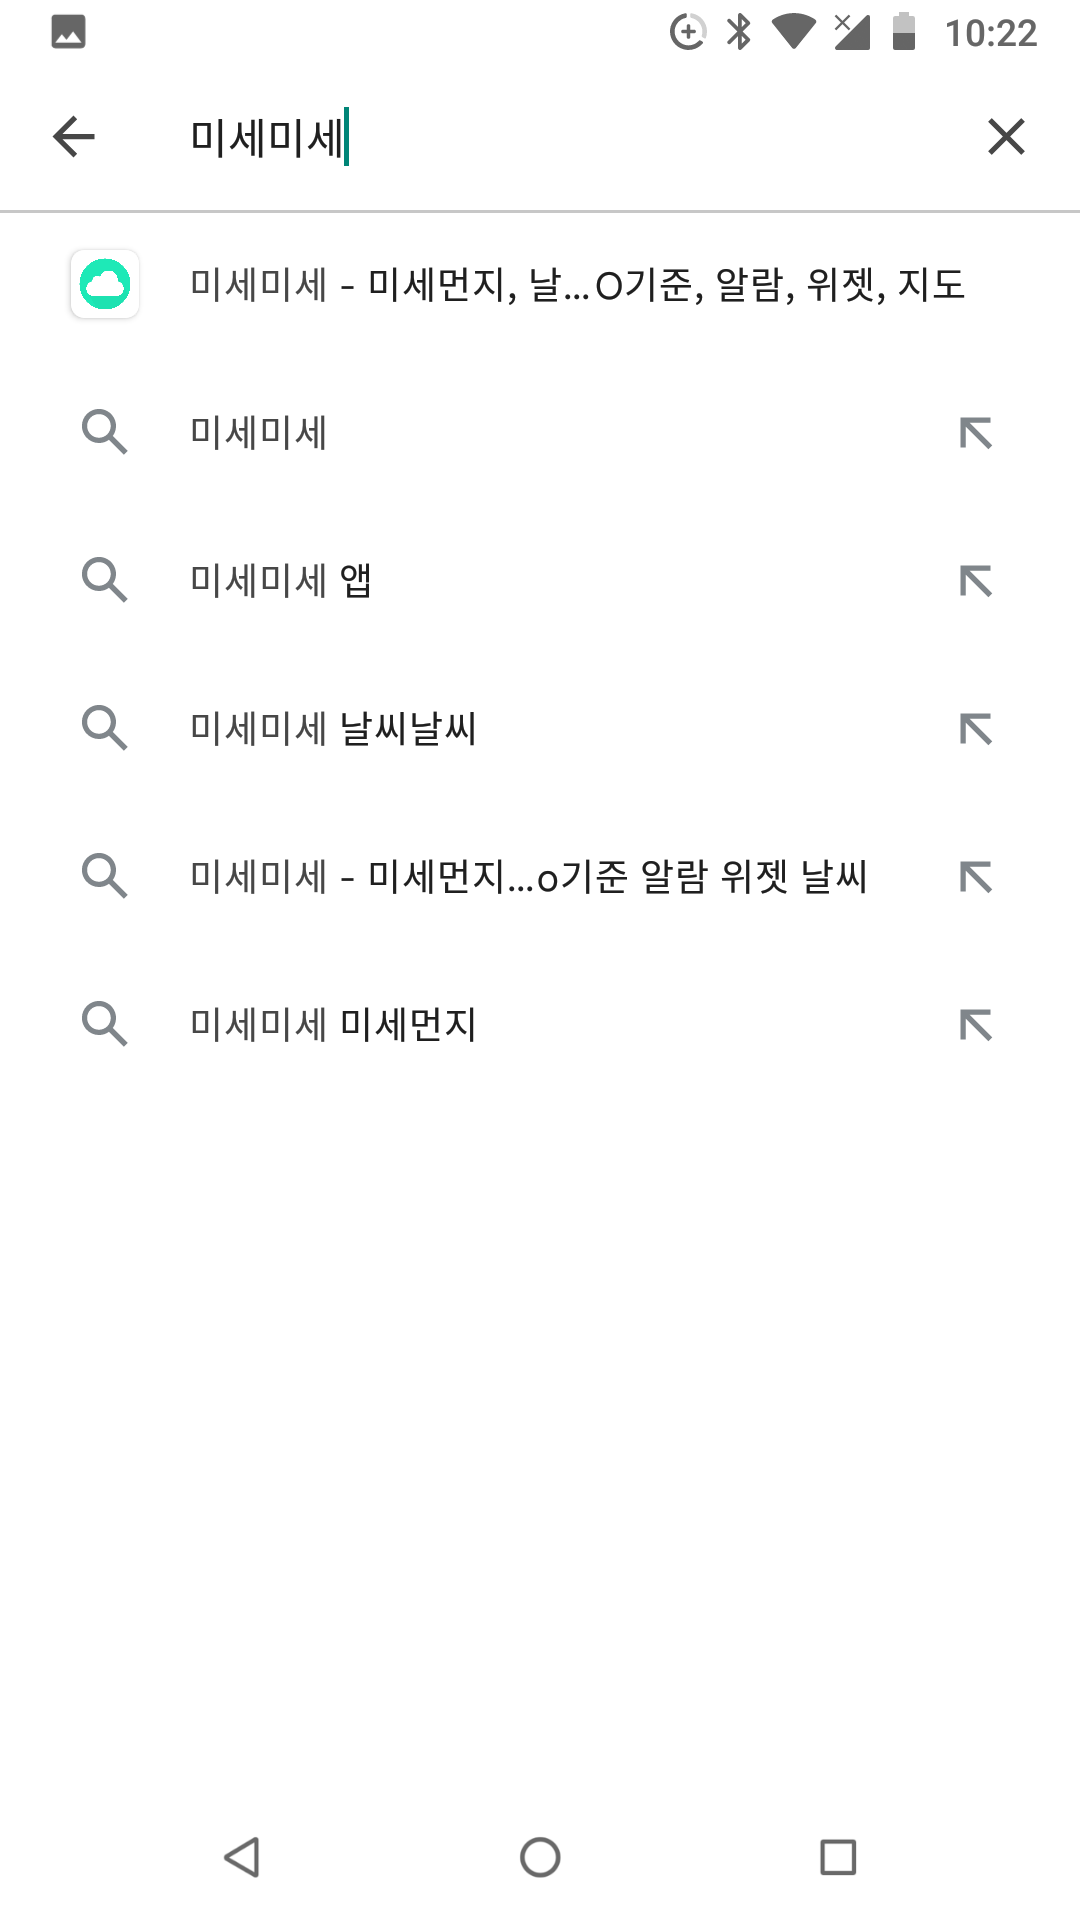 10:22
미세미세
미세미세 - 미세먼지, 날...O기준, 알람, 위젯, 지도
미세미세
미세미세 앱
미세미세 날씨날씨
미세미세 - 미세먼지...o기준 알람 위젯 날씨
미세미세 미세먼지